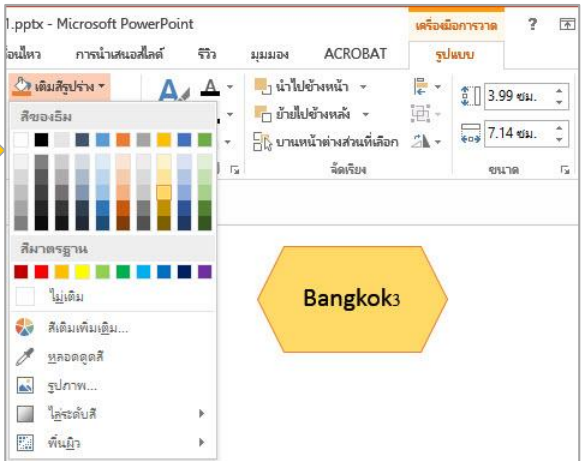 1.pptx - Microsoft PowerPoint
เครื่องมือการวาด
?
การนำเสนอสไลด์
รีวิว
มุมมอง
ACROBAT
รูปแบบ
เติมสีรูปร่าง
A
A
นำไปข้างหน้า
3.99 ซม.
สีของธีม
ย้ายไปข้างหลัง
บานหน้าต่างส่วนที่เลือก
7.14 ซม.
จัดเรียง
ขนาด
สีมาตรฐาน
ไม่เติม
Bangkok3
สีเติมเพิ่มเติม...
หลอดดูดสี
รูปภาพ...
ไล่ระดับสี
พื้นผิว